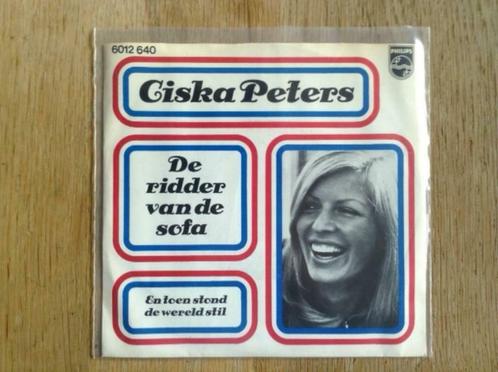 6012 640
PHILIPS
Ciska Peters
De
ridder
van de
sofa
En toen stond
de wereld stil